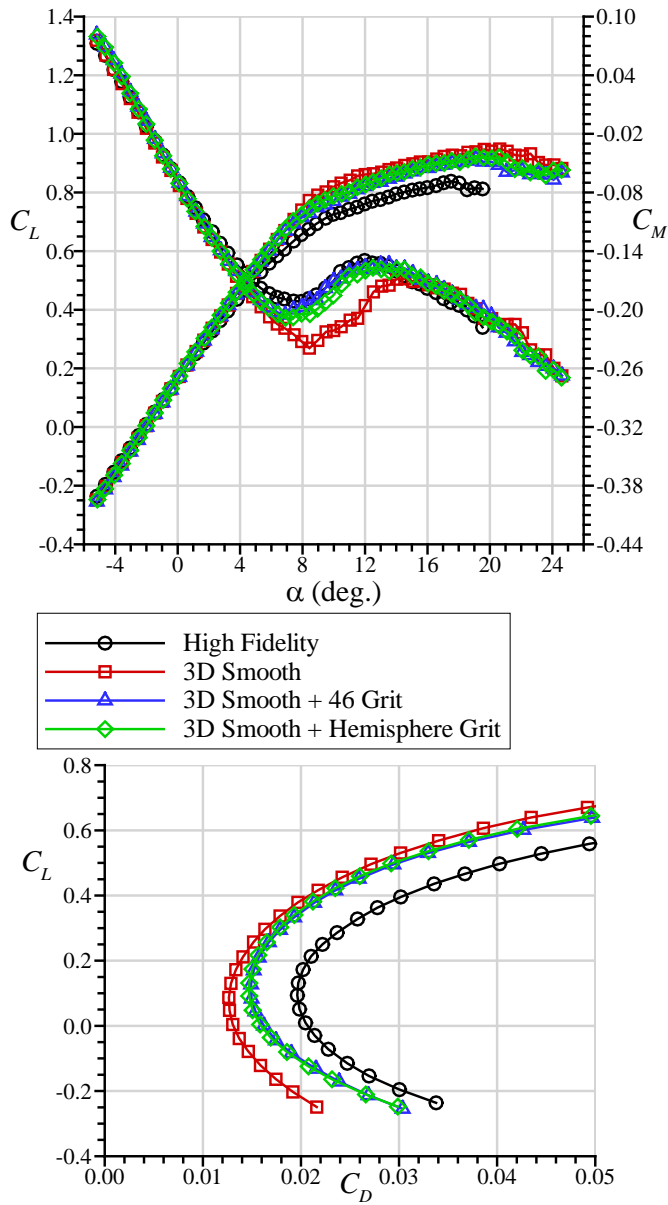 1.4
1.2
1.0
0.8
0.6
0.4
0.2
0.0
-0.2
-0.4
C_L
0.10
0.04
-0.02
-0.08
-0.14
-0.20
-0.26
-0.32
-0.38
-0.44
C_M
-4 0 4 8 12 16 20 24
α (deg.)
High Fidelity
3D Smooth
3D Smooth + 46 Grit
3D Smooth + Hemisphere Grit
0.8
0.6
0.4
0.2
0.0
-0.2
-0.4
C_L
0.00 0.01 0.02 0.03 0.04 0.05
C_D